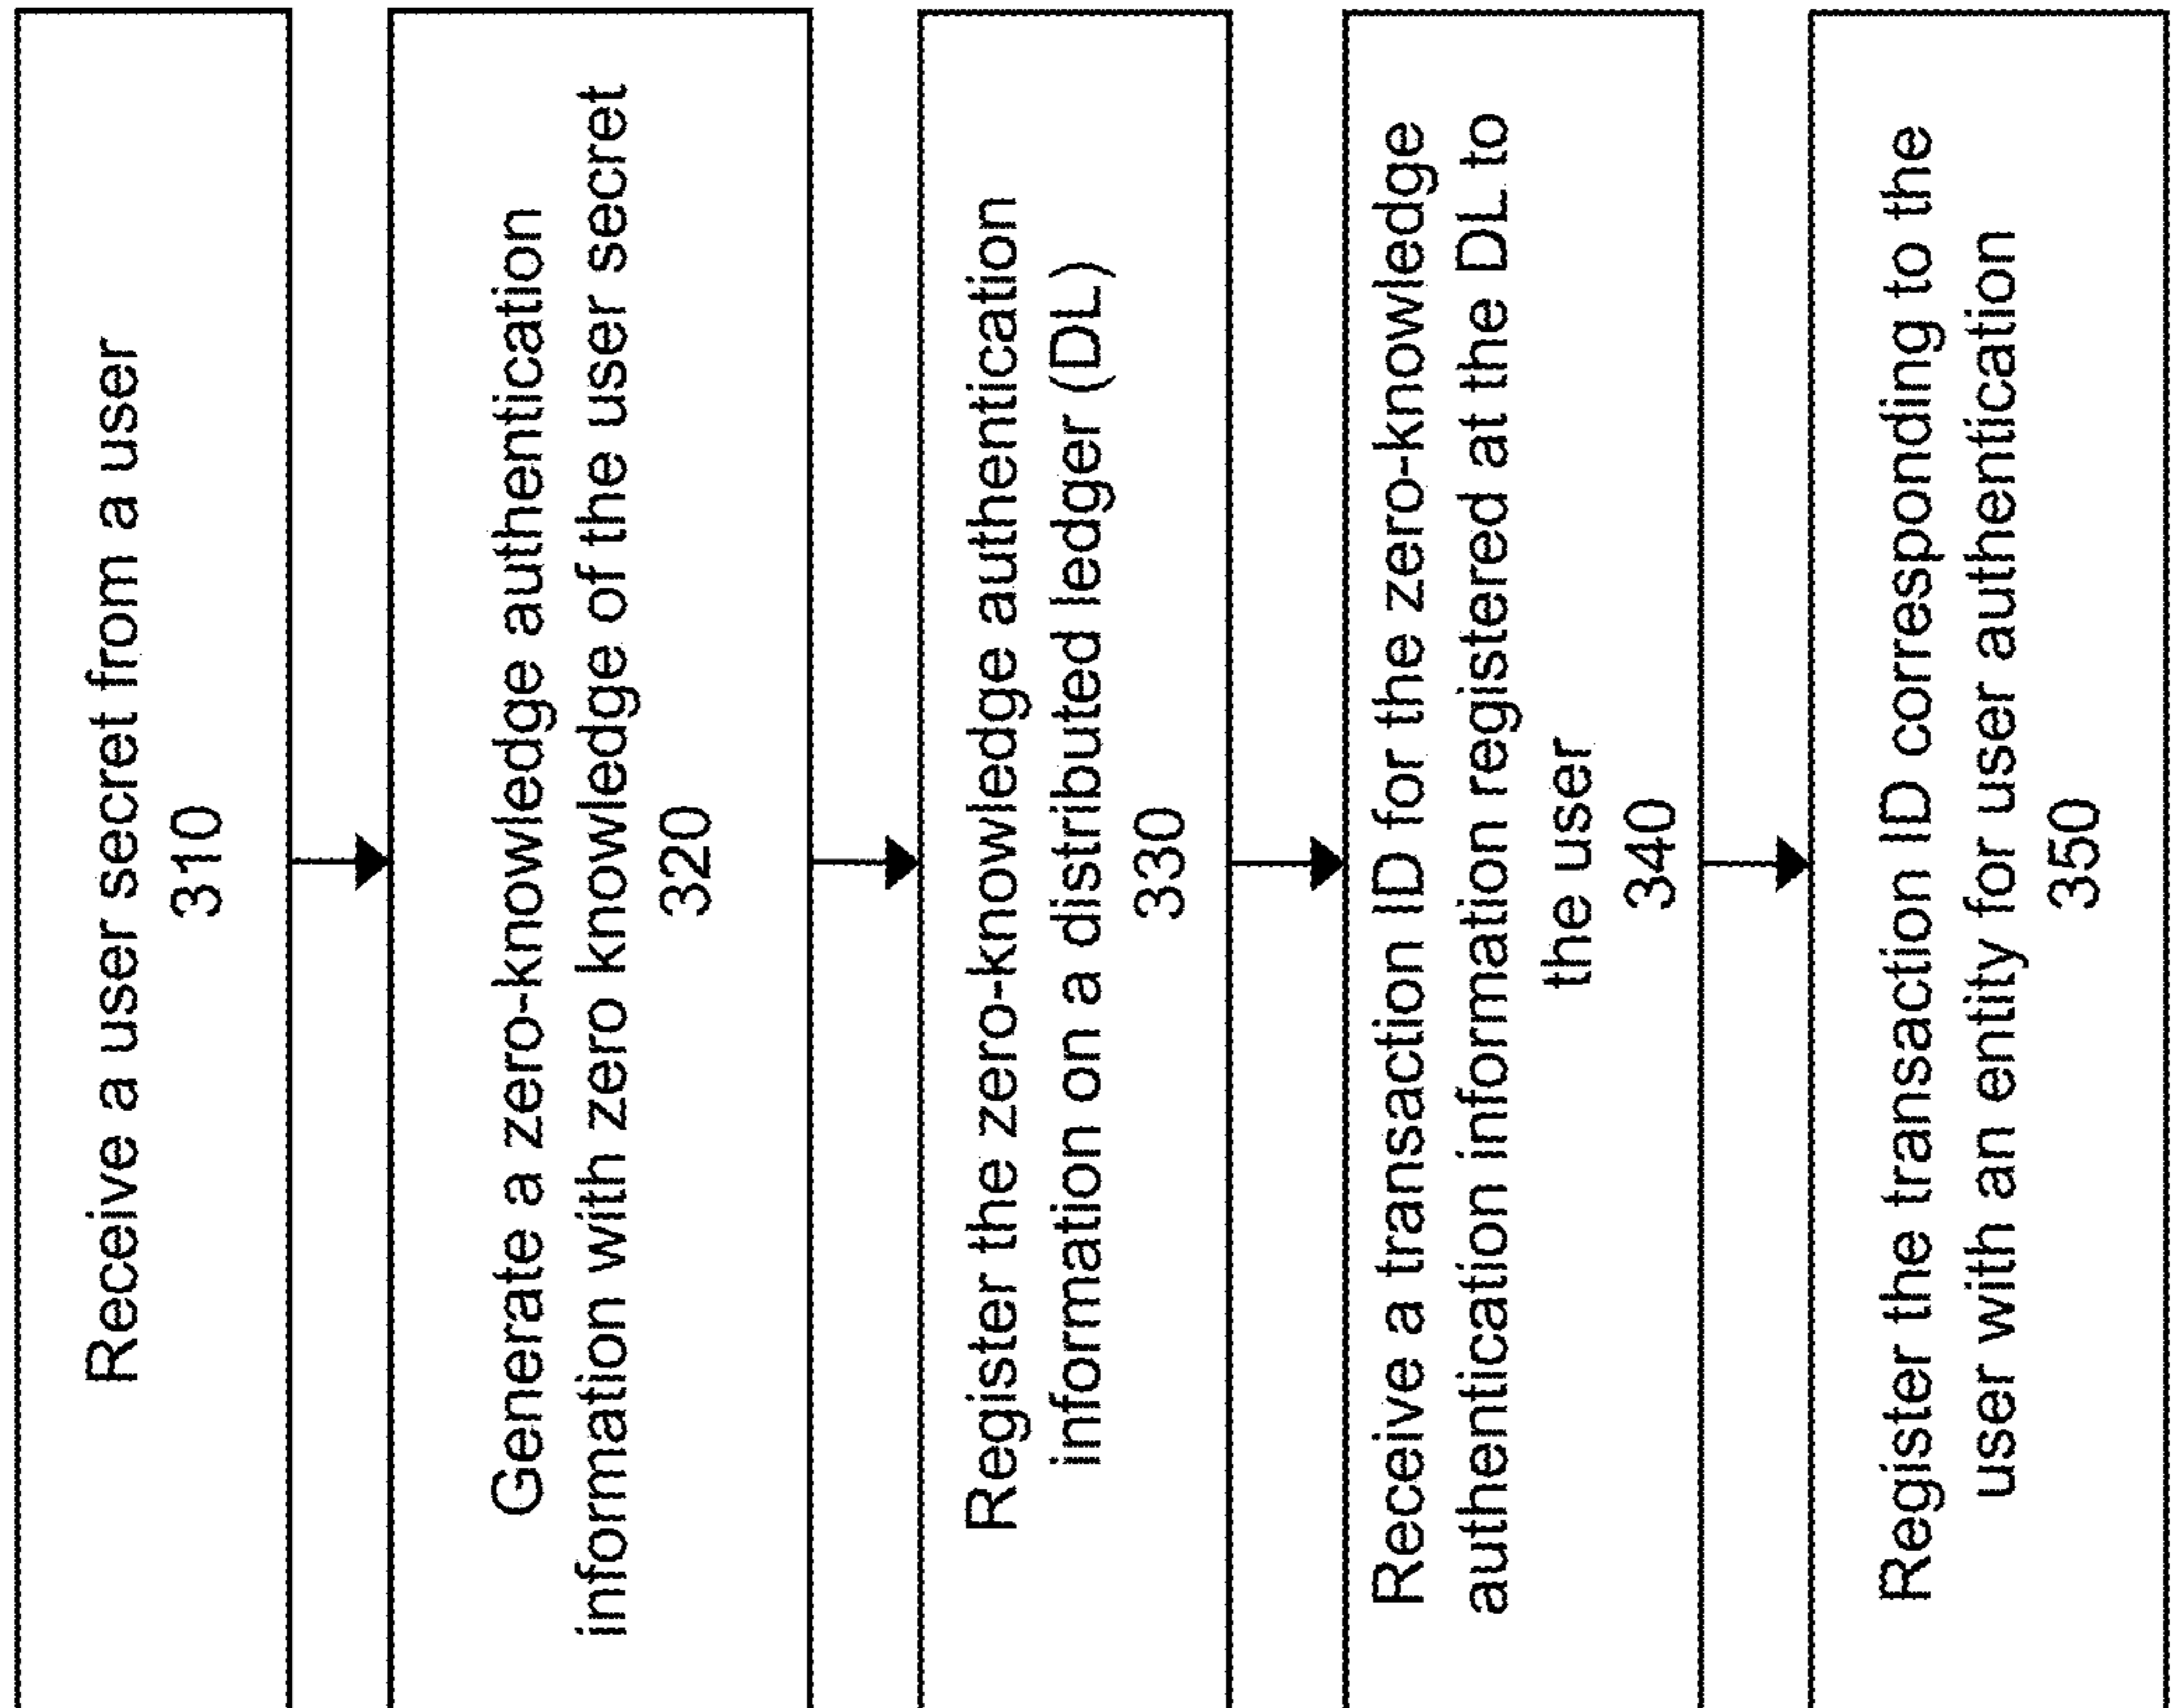 Receive a user secret from a user
310
Generate a zero-knowledge authentication
information with zero knowledge of the user secret
320
Register the zero-knowledge authentication
information on a distributed ledger (DL)
330
Receive a transaction ID for the zero-knowledge
authentication information registered at the DL to
the user
340
Register the transaction ID corresponding to the
user with an entity for user authentication
350